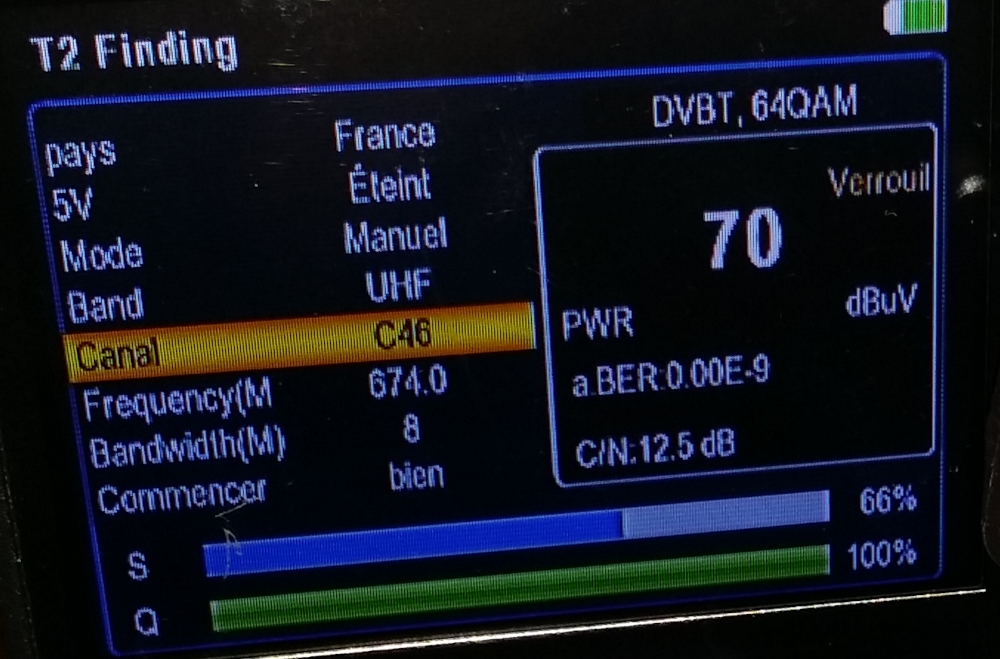 T2 Finding
DVBT, 64QAM
pays France
5V Éteint
Mode Manuel
Band UHF
Canal C46
Frequency(M 674.0
Bandwidth(M) 8
Commencer bien
Verrouil
70
dBuV
PWR
a.BER:0.00E-9
C/N:12.5 dB
S 66%
Q 100%